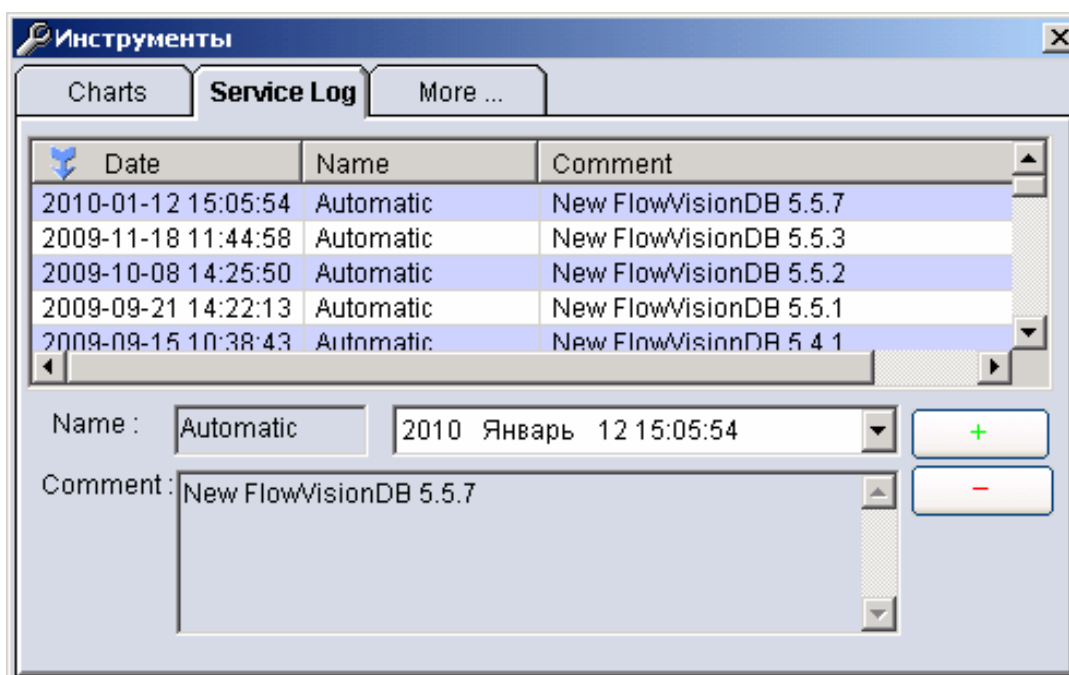 Инструменты
Charts Service Log More ...
Date Name Comment
2010-01-12 15:05:54 Automatic New FlowVisionDB 5.5.7
2009-11-18 11:44:58 Automatic New FlowVisionDB 5.5.3
2009-10-08 14:25:50 Automatic New FlowVisionDB 5.5.2
2009-09-21 14:22:13 Automatic New FlowVisionDB 5.5.1
2009-09-15 10:38:43 Automatic New FlowVisionDB 5.4.1
Name : Automatic 2010 Январь 12 15:05:54 +
Comment : New FlowVisionDB 5.5.7 −